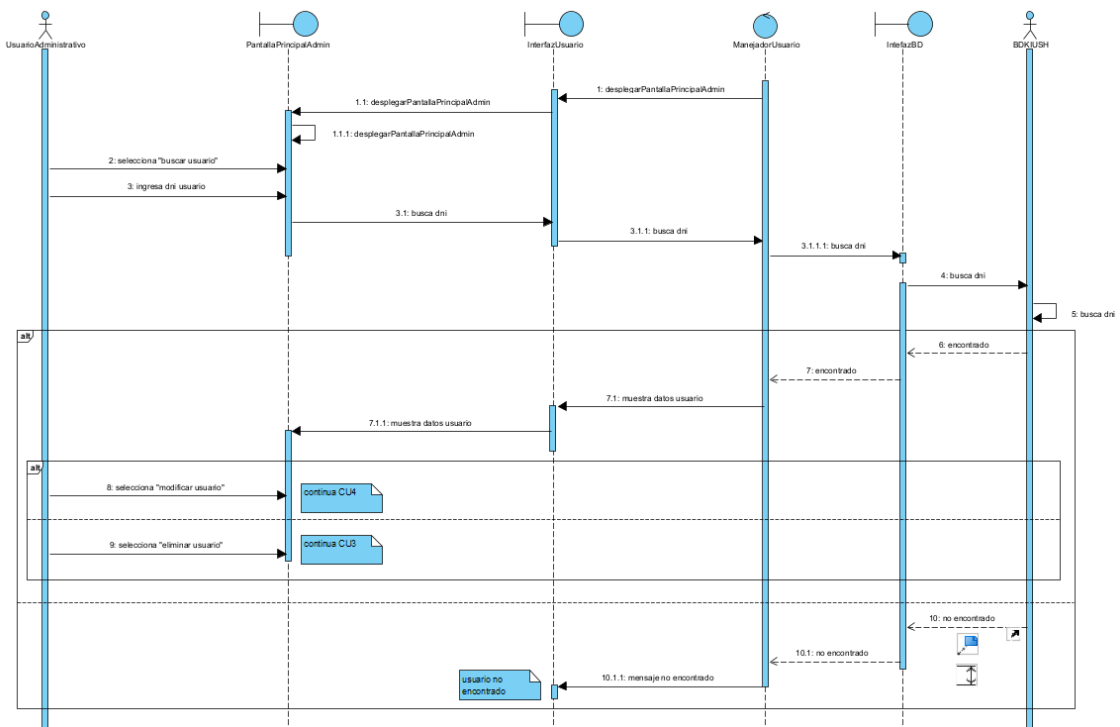 UsuarioAdministrativo
PantallaPrincipalAdmin
InterfazUsuario
ManejadorUsuario
IntefazBD
BDKIUSH
1: desplegarPantallaPrincipalAdmin
1.1: desplegarPantallaPrincipalAdmin
1.1.1: desplegarPantallaPrincipalAdmin
2: selecciona "buscar usuario"
3: ingresa dni usuario
3.1: busca dni
3.1.1: busca dni
3.1.1.1: busca dni
4: busca dni
5: busca dni
alt
6: encontrado
7: encontrado
7.1: muestra datos usuario
7.1.1: muestra datos usuario
alt
8: selecciona "modificar usuario"
continua CU4
9: selecciona "eliminar usuario"
continua CU3
10: no encontrado
10.1: no encontrado
10.1.1: mensaje no encontrado
usuario no
encontrado